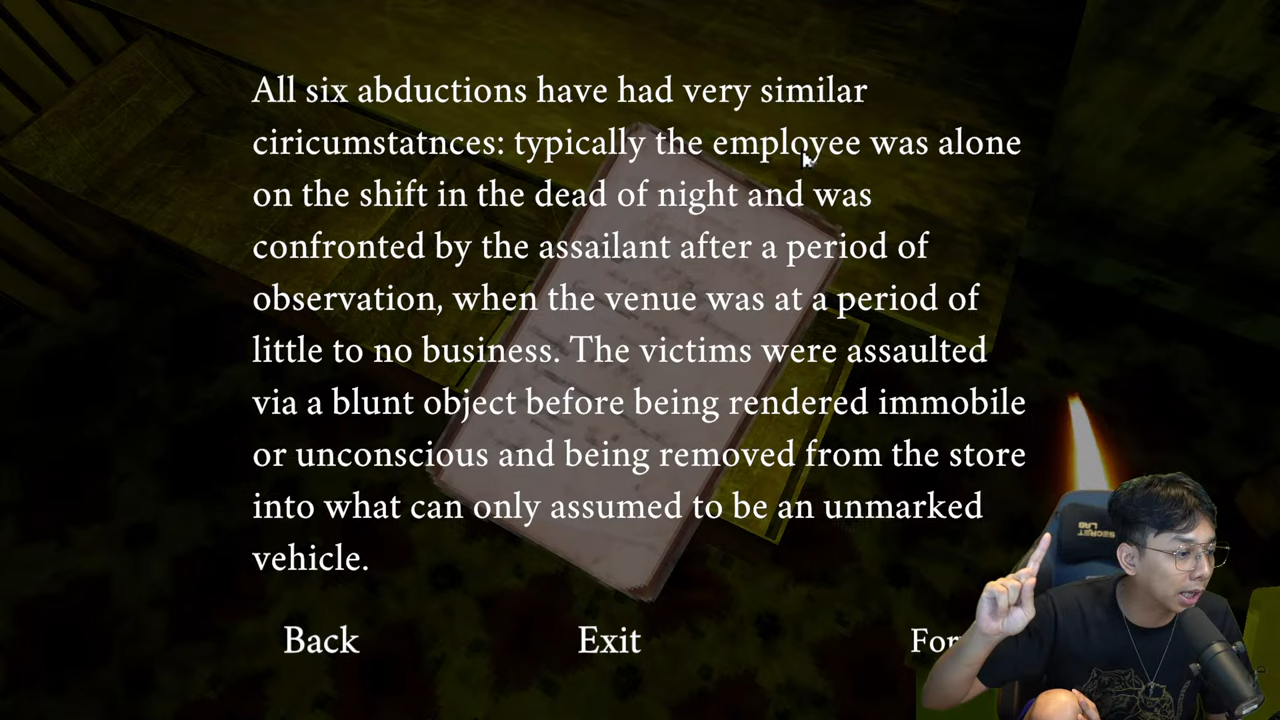 All six abductions have had very similar
ciricumstatnces: typically the employee was alone
on the shift in the dead of night and was
confronted by the assailant after a period of
observation, when the venue was at a period of
little to no business. The victims were assaulted
via a blunt object before being rendered immobile
or unconscious and being removed from the store
into what can only assumed to be an unmarked
vehicle.
Back Exit
SECRET
LAB